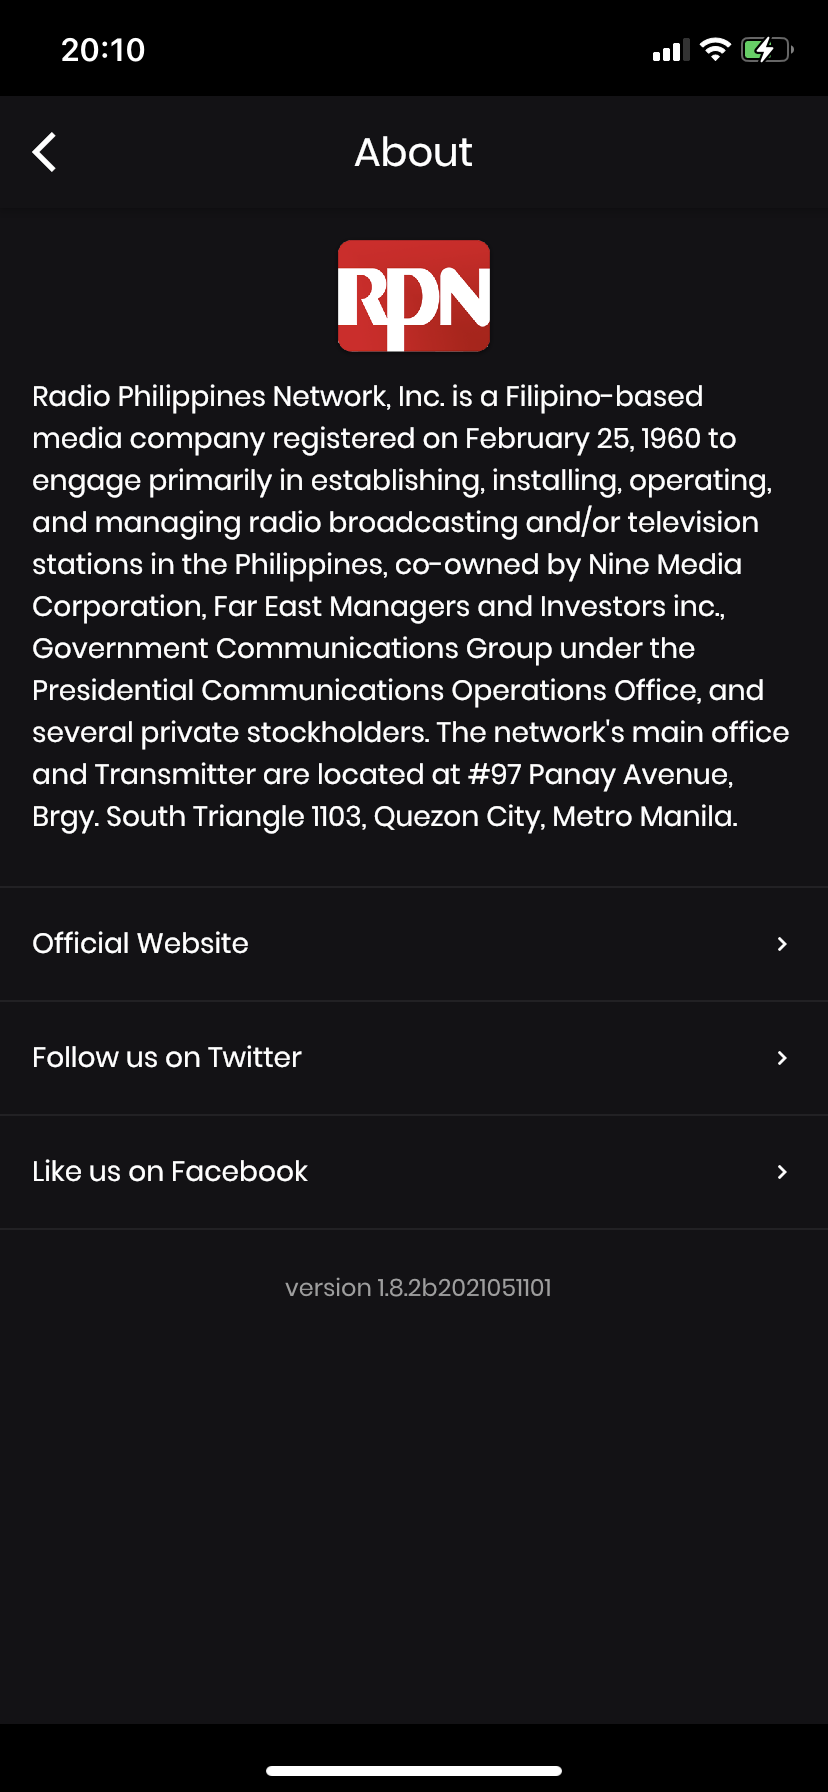 20:10
About
RPN
Radio Philippines Network, Inc. is a Filipino-based
media company registered on February 25, 1960 to
engage primarily in establishing, installing, operating,
and managing radio broadcasting and/or television
stations in the Philippines, co-owned by Nine Media
Corporation, Far East Managers and Investors inc.,
Government Communications Group under the
Presidential Communications Operations Office, and
several private stockholders. The network's main office
and Transmitter are located at #97 Panay Avenue,
Brgy. South Triangle 1103, Quezon City, Metro Manila.
Official Website
Follow us on Twitter
Like us on Facebook
version 1.8.2b2021051101